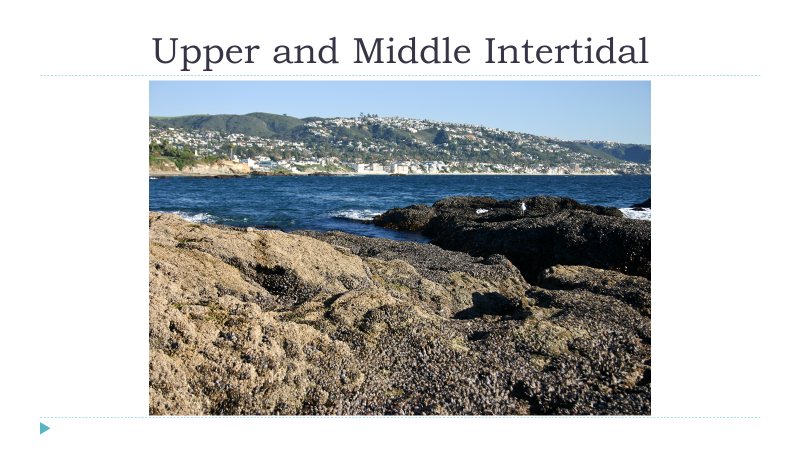 Upper and Middle Intertidal